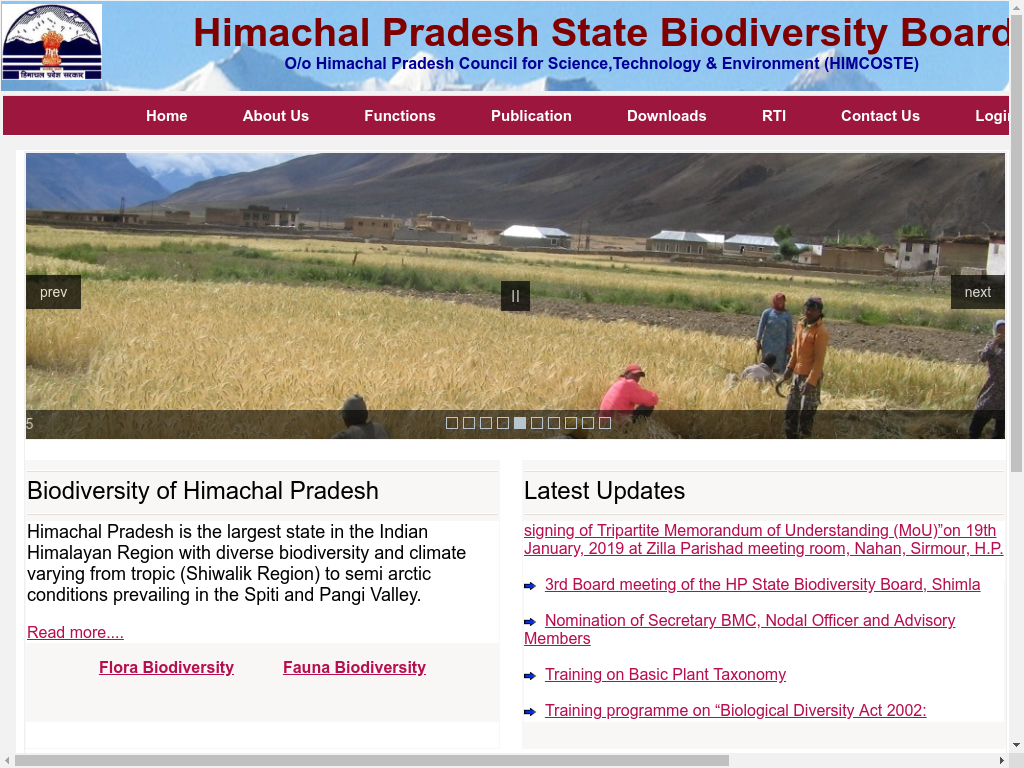 Himachal Pradesh State Biodiversity Board
O/o Himachal Pradesh Council for Science,Technology & Environment (HIMCOSTE)
हिमाचल प्रदेश सरकार
Home About Us Functions Publication Downloads RTI Contact Us Login
prev
next
5
Biodiversity of Himachal Pradesh
Himachal Pradesh is the largest state in the Indian
Himalayan Region with diverse biodiversity and climate
varying from tropic (Shiwalik Region) to semi arctic
conditions prevailing in the Spiti and Pangi Valley.
Read more....
Flora Biodiversity Fauna Biodiversity
Latest Updates
signing of Tripartite Memorandum of Understanding (MoU)”on 19th
January, 2019 at Zilla Parishad meeting room, Nahan, Sirmour, H.P.
3rd Board meeting of the HP State Biodiversity Board, Shimla
Nomination of Secretary BMC, Nodal Officer and Advisory
Members
Training on Basic Plant Taxonomy
Training programme on “Biological Diversity Act 2002: